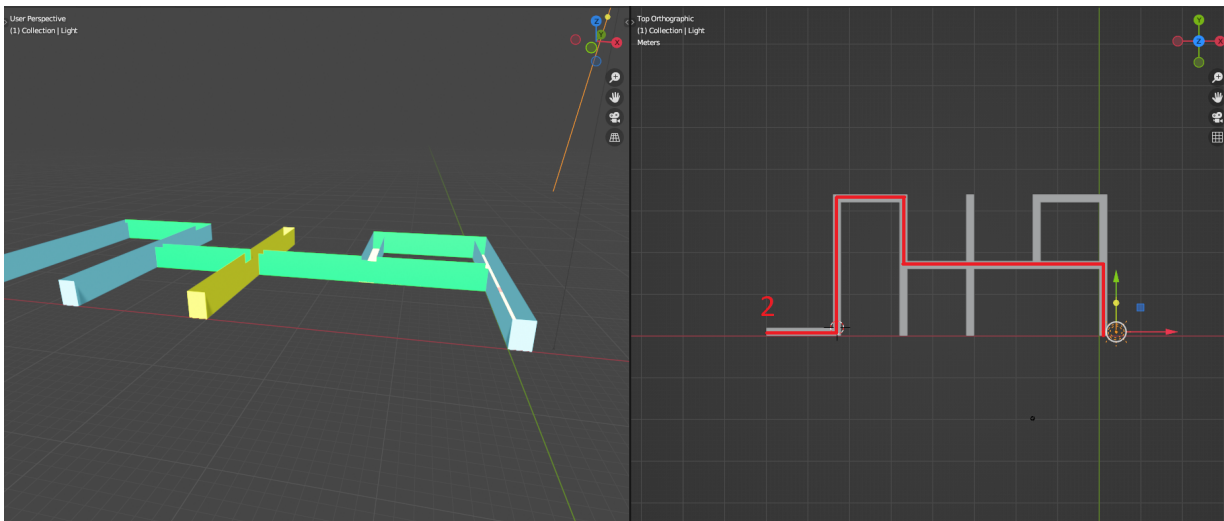 User Perspective
(1) Collection | Light
Z
Y
X
Top Orthographic
(1) Collection | Light
Meters
Y
Z
X
2